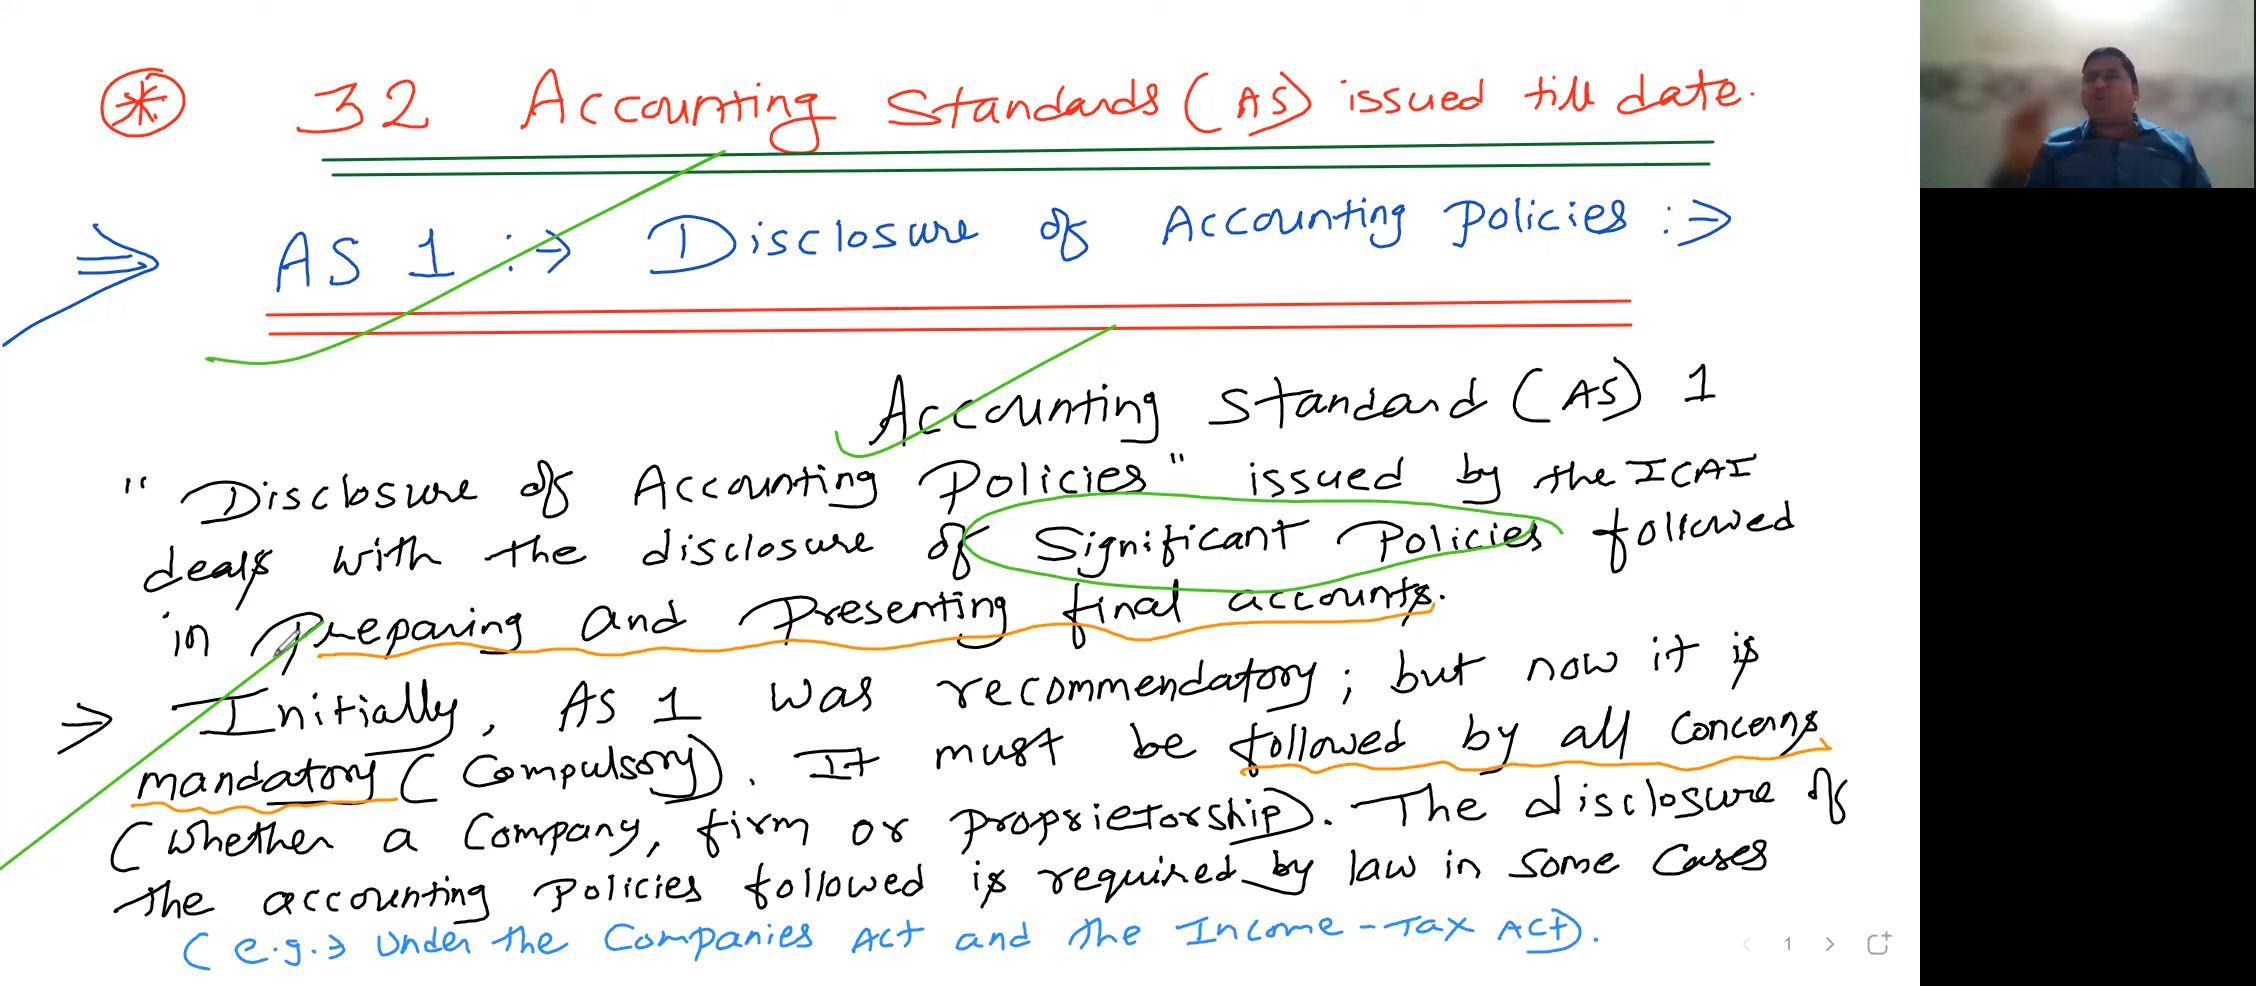 32 Accounting Standards (AS) issued till date.
AS 1 :→ Disclosure of Accounting Policies :⇒
Accounting Standard (AS) 1
"Disclosure of Accounting Policies" issued by the ICAI
deals with the disclosure of Significant Policies followed
in Preparing and Presenting final accounts.
⇒ Initially, AS 1 was recommendatory; but now it is
mandatory (Compulsory). It must be followed by all concerns
(whether a Company, firm or Proprietorship). The disclosure of
the accounting Policies followed is required by law in some cases
(e.g.→ Under the Companies Act and the Income-Tax Act).
1